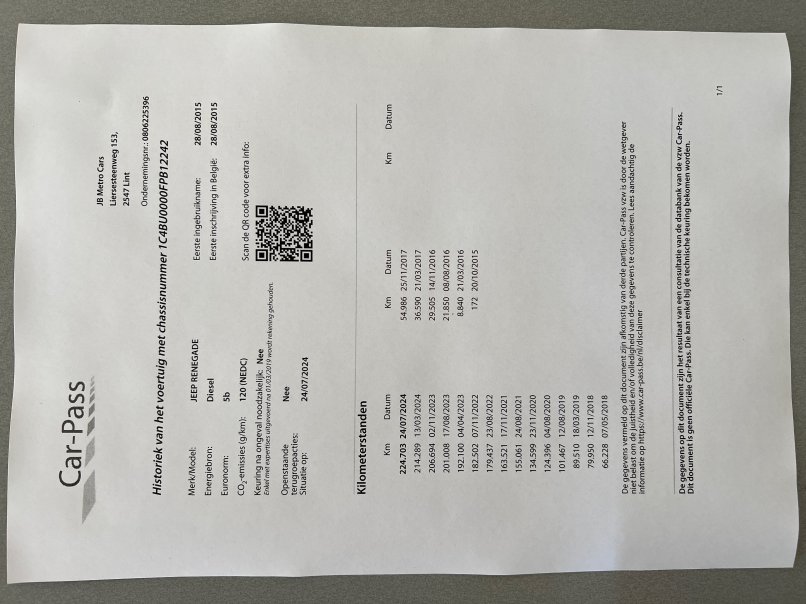 Car-Pass
JB Metro Cars
Liersesteenweg 153,
2547 Lint
Ondernemingsnr.: 0806225396
Historiek van het voertuig met chassisnummer 1C4BU0000FPB12242
Merk/Model: JEEP RENEGADE
Eerste ingebruikname: 28/08/2015
Energiebron: Diesel
Eerste inschrijving in België: 28/08/2015
Euronorm: 5b
CO2-emissies (g/km): 120 (NEDC)
Scan de QR code voor extra info:
Keuring na ongeval noodzakelijk: Nee
Enkel met expertises uitgevoerd na 01/03/2019 wordt rekening gehouden.
Openstaande Nee
terugroepacties:
Situatie op: 24/07/2024
Kilometerstanden
Km Datum Km Datum Km Datum
224.703 24/07/2024 54.986 25/11/2017
214.289 13/03/2024 36.590 21/03/2017
206.694 02/11/2023 29.505 14/11/2016
201.008 17/08/2023 21.850 08/08/2016
192.100 04/04/2023 8.840 21/03/2016
182.502 07/11/2022 172 20/10/2015
179.437 23/08/2022
163.521 17/11/2021
155.061 24/08/2021
134.599 23/11/2020
124.396 04/08/2020
101.467 12/08/2019
89.510 18/03/2019
79.950 12/11/2018
66.228 07/05/2018
De gegevens vermeld op dit document zijn afkomstig van derde partijen. Car-Pass vzw is door de wetgever
niet belast om de juistheid en/of volledigheid van deze gegevens te controleren. Lees aandachtig de
informatie op https://www.car-pass.be/nl/disclaimer
De gegevens op dit document zijn het resultaat van een consultatie van de databank van de vzw Car-Pass.
Dit document is geen officiële Car-Pass. Die kan enkel bij de technische keuring bekomen worden.
1/1